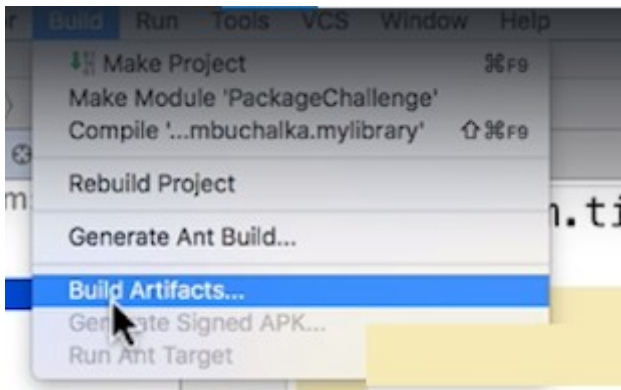 Build Run Tools VCS Window Help
Make Project ⌘F9
Make Module 'PackageChallenge'
Compile '...mbuchalka.mylibrary' ⇧⌘F9
Rebuild Project
Generate Ant Build...
Build Artifacts...
Generate Signed APK...
Run Ant Target